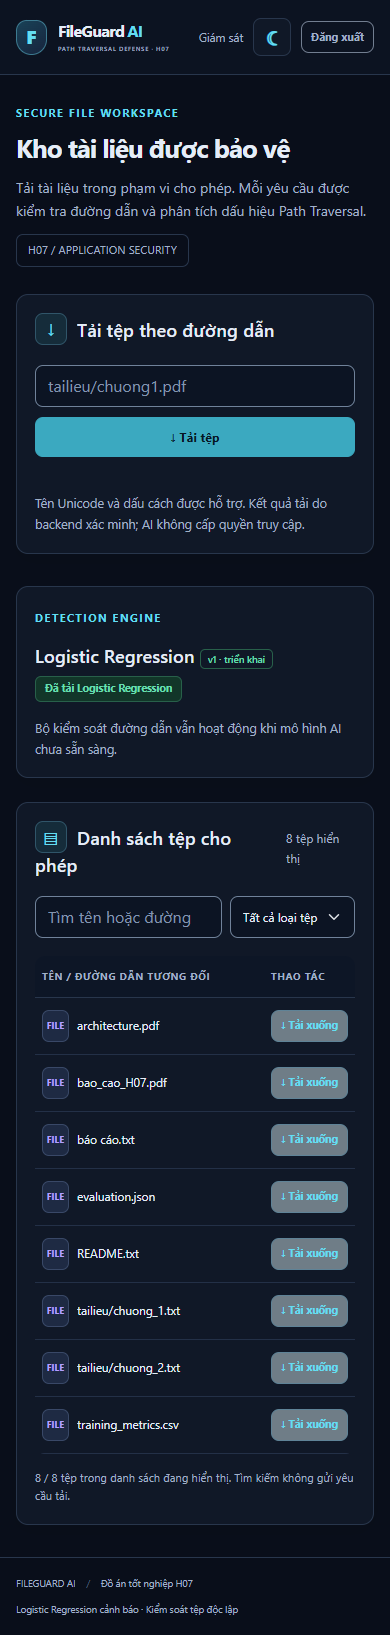 F
FileGuard AI
PATH TRAVERSAL DEFENSE · H07
Giám sát
Đăng xuất
SECURE FILE WORKSPACE
Kho tài liệu được bảo vệ
Tải tài liệu trong phạm vi cho phép. Mỗi yêu cầu được
kiểm tra đường dẫn và phân tích dấu hiệu Path Traversal.
H07 / APPLICATION SECURITY
↓ Tải tệp theo đường dẫn
tailieu/chuong1.pdf
↓ Tải tệp
Tên Unicode và dấu cách được hỗ trợ. Kết quả tải do
backend xác minh; AI không cấp quyền truy cập.
DETECTION ENGINE
Logistic Regression v1 · triển khai
Đã tải Logistic Regression
Bộ kiểm soát đường dẫn vẫn hoạt động khi mô hình AI
chưa sẵn sàng.
Danh sách tệp cho
phép
8 tệp hiển
thị
Tìm tên hoặc đường
Tất cả loại tệp
TÊN / ĐƯỜNG DẪN TƯƠNG ĐỐI THAO TÁC
FILE architecture.pdf ↓ Tải xuống
FILE bao_cao_H07.pdf ↓ Tải xuống
FILE báo cáo.txt ↓ Tải xuống
FILE evaluation.json ↓ Tải xuống
FILE README.txt ↓ Tải xuống
FILE tailieu/chuong_1.txt ↓ Tải xuống
FILE tailieu/chuong_2.txt ↓ Tải xuống
FILE training_metrics.csv ↓ Tải xuống
8 / 8 tệp trong danh sách đang hiển thị. Tìm kiếm không gửi yêu
cầu tải.
FILEGUARD AI / Đồ án tốt nghiệp H07
Logistic Regression cảnh báo · Kiểm soát tệp độc lập